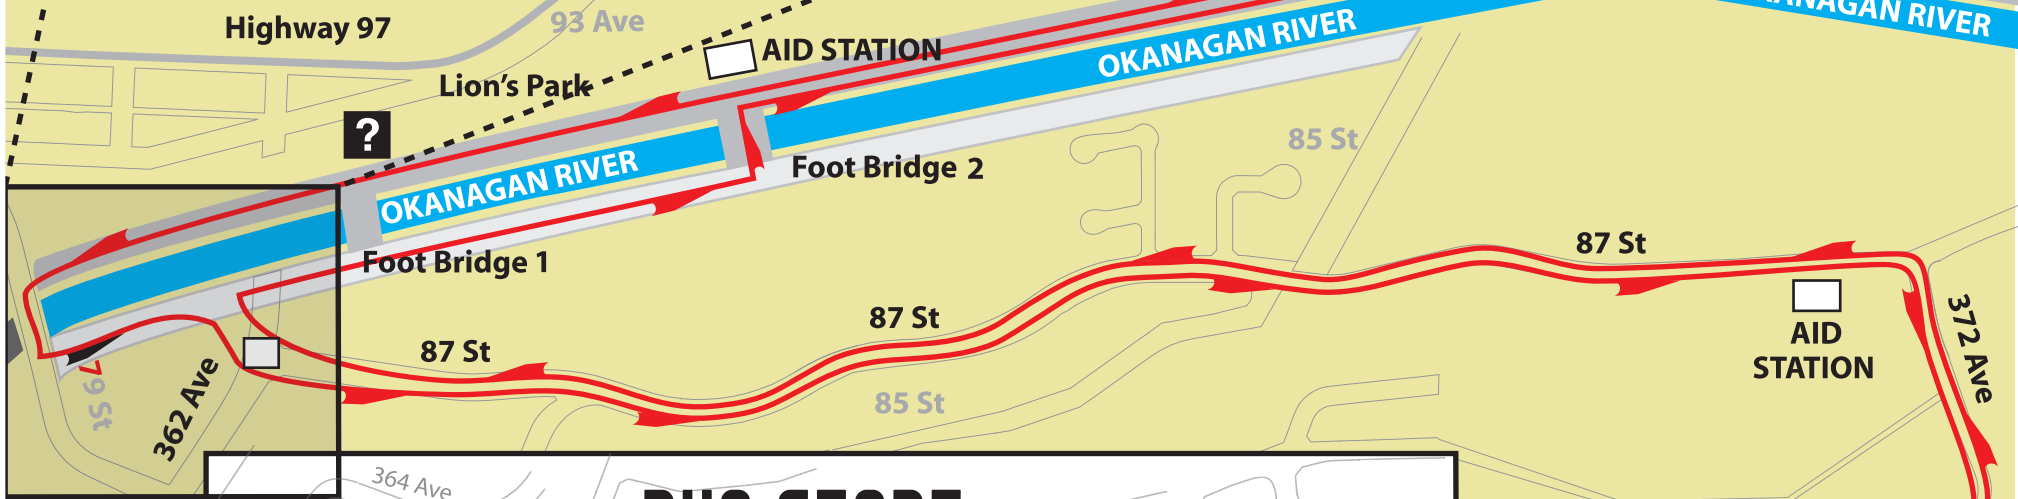 Highway 97
93 Ave
OKANAGAN RIVER
AID STATION
OKANAGAN RIVER
Lion's Park
?
85 St
OKANAGAN RIVER
Foot Bridge 2
Foot Bridge 1
87 St
87 St
AID
STATION
372 Ave
87 St
79 St
362 Ave
85 St
364 Ave